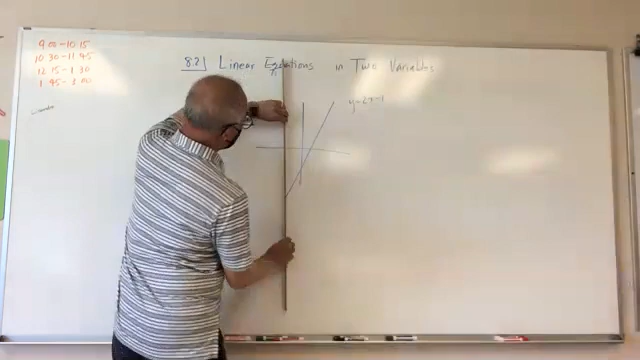 9:00-10:15
10:30-11:45
12:15-1:30
1:45-3:00
8.2] Linear Equations in Two Variables
y=2x-1